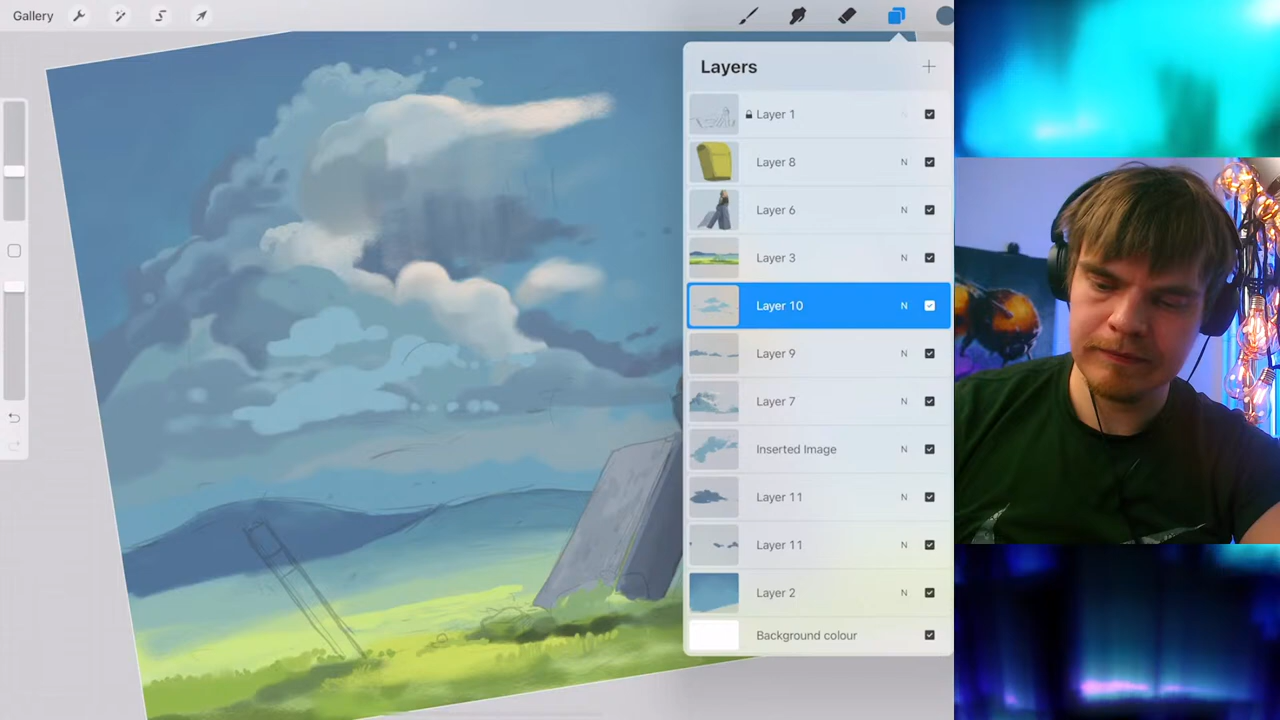 Gallery
Layers
Layer 1
Layer 8 N
Layer 6 N
Layer 3 N
Layer 10 N
Layer 9 N
Layer 7 N
Inserted Image N
Layer 11 N
Layer 11 N
Layer 2 N
Background colour